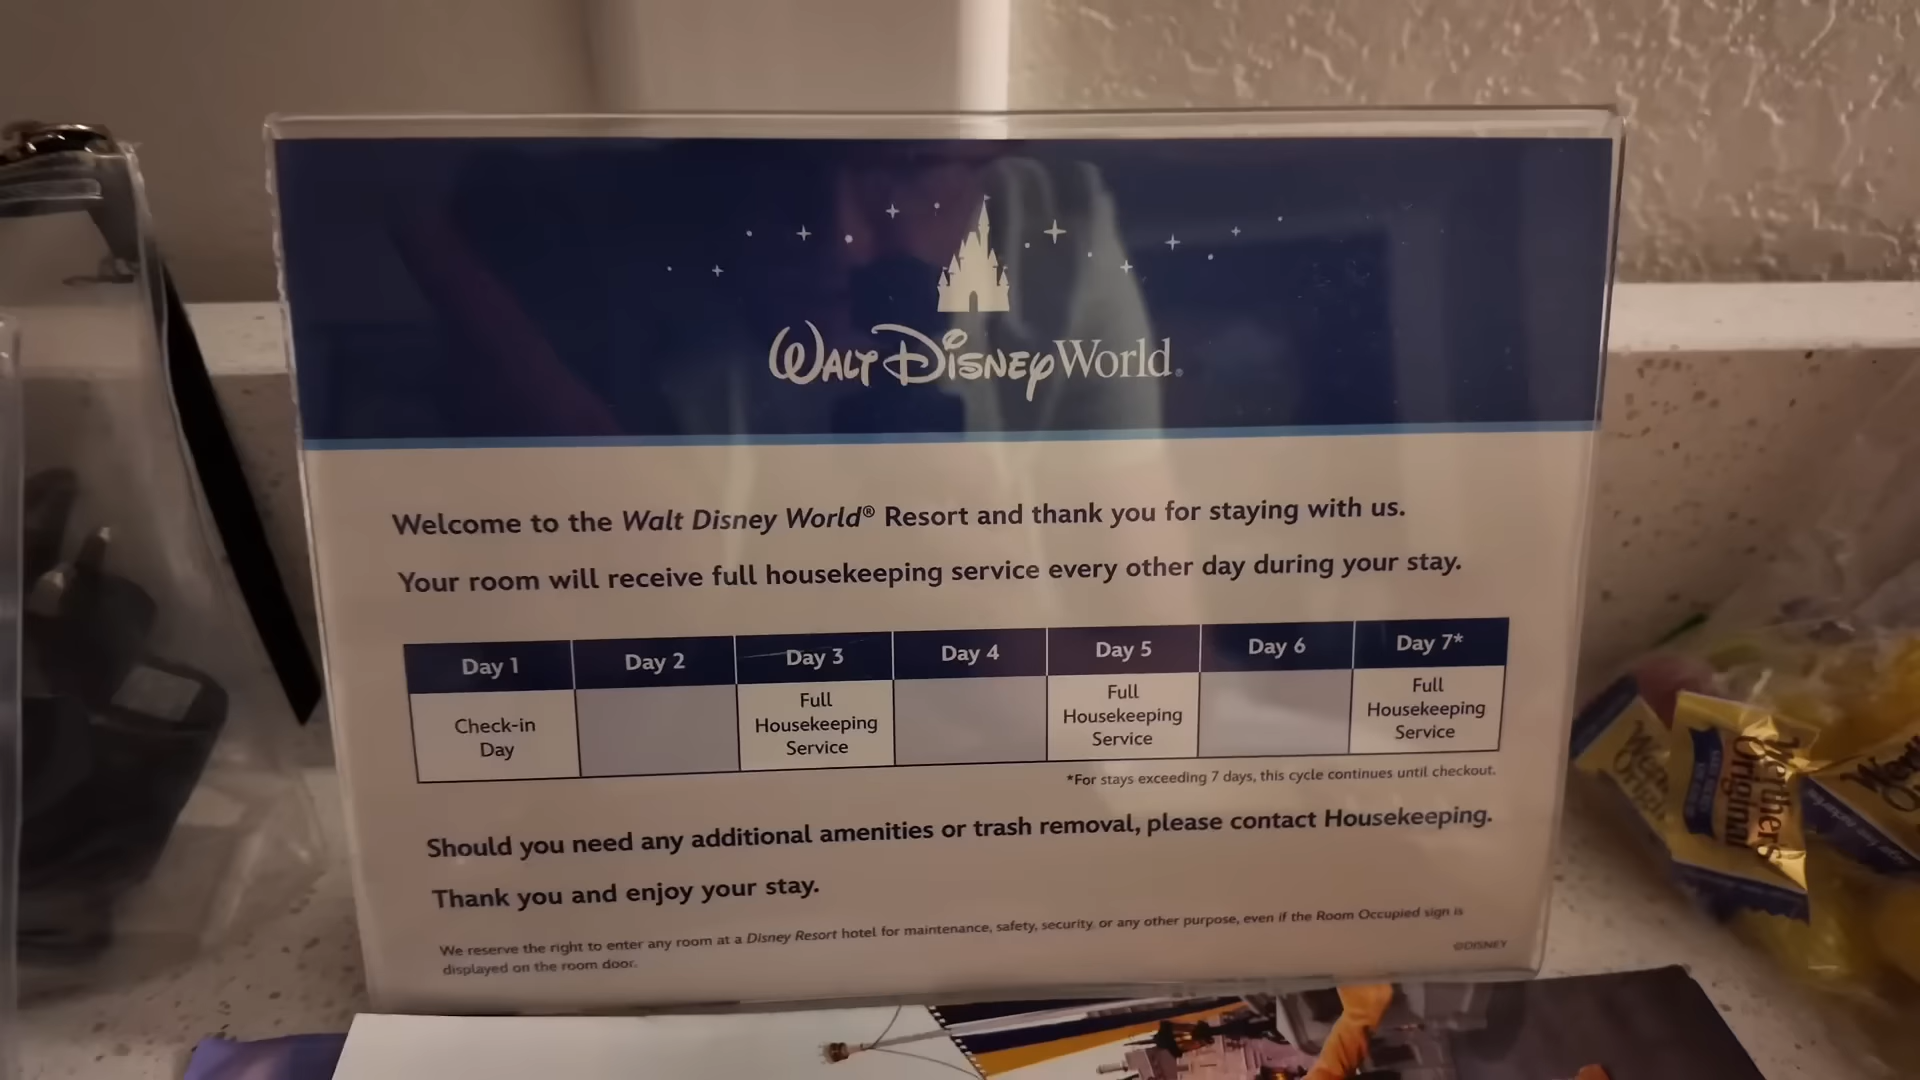 WALT DISNEY World®
Welcome to the Walt Disney World® Resort and thank you for staying with us.
Your room will receive full housekeeping service every other day during your stay.
Day 1 Day 2 Day 3 Day 4 Day 5 Day 6 Day 7*
Check-in
Day
Full
Housekeeping
Service
Full
Housekeeping
Service
Full
Housekeeping
Service
*For stays exceeding 7 days, this cycle continues until checkout.
Should you need any additional amenities or trash removal, please contact Housekeeping.
Thank you and enjoy your stay.
We reserve the right to enter any room at a Disney Resort hotel for maintenance, safety, security or any other purpose, even if the Room Occupied sign is
displayed on the room door.
©DISNEY
Werther's
Original